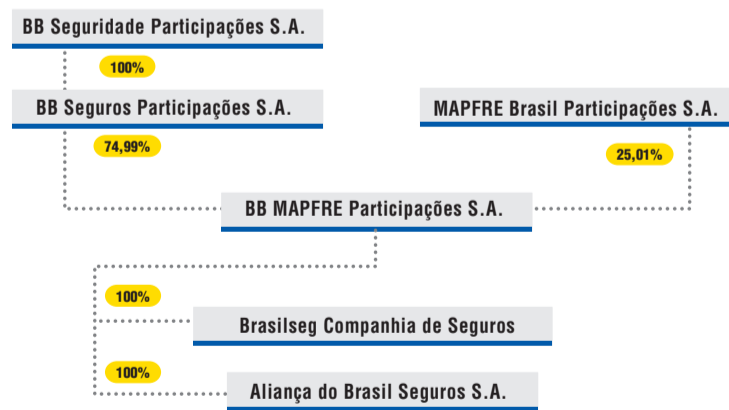 BB Seguridade Participações S.A.
100%
BB Seguros Participações S.A.
MAPFRE Brasil Participações S.A.
74,99%
25,01%
BB MAPFRE Participações S.A.
100%
Brasilseg Companhia de Seguros
100%
Aliança do Brasil Seguros S.A.